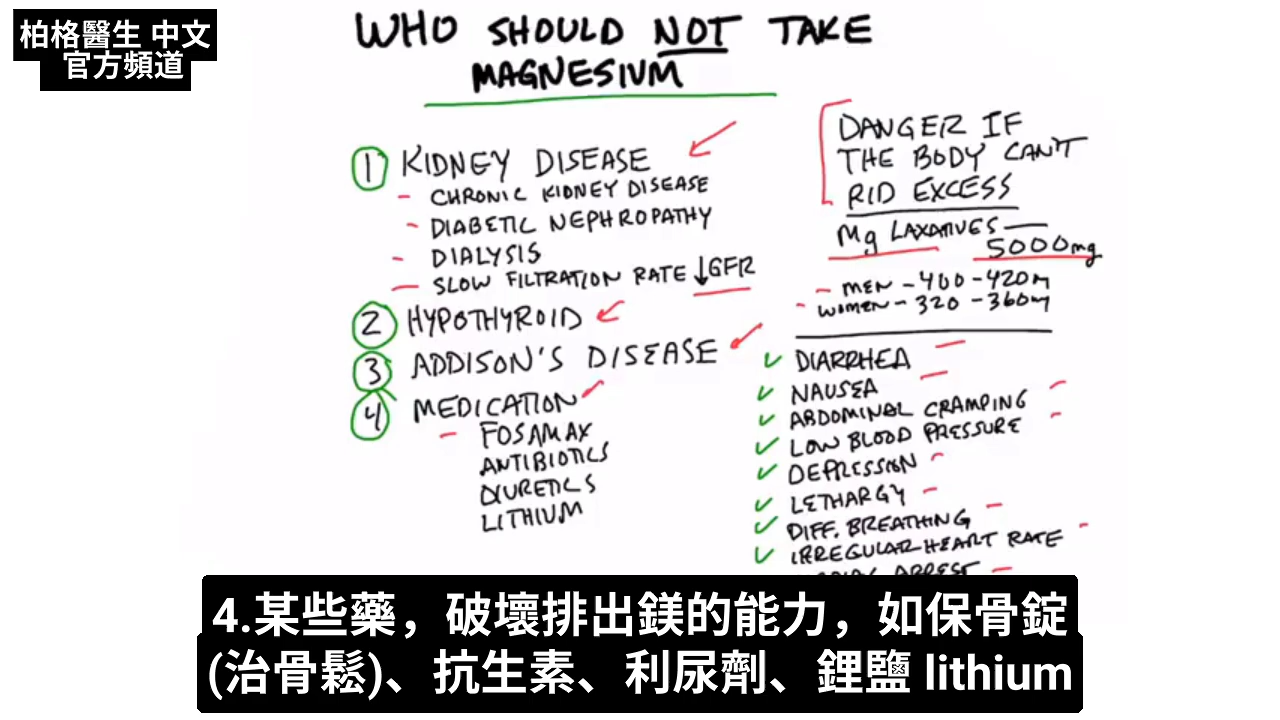 柏格醫生 中文
官方頻道
WHO SHOULD NOT TAKE
MAGNESIUM
1 KIDNEY DISEASE
- CHRONIC KIDNEY DISEASE
- DIABETIC NEPHROPATHY
- DIALYSIS
- SLOW FILTRATION RATE ↓GFR
2 HYPOTHYROID
3 ADDISON'S DISEASE
4 MEDICATION
- FOSAMAX
ANTIBIOTICS
DIURETICS
LITHIUM
DANGER IF
THE BODY CAN'T
RID EXCESS
Mg LAXATIVES —
5000mg
- MEN - 400 - 420m
- WOMEN - 320 - 360m
✓ DIARRHEA
✓ NAUSEA
✓ ABDOMINAL CRAMPING
✓ LOW BLOOD PRESSURE
✓ DEPRESSION
✓ LETHARGY
✓ DIFF. BREATHING
✓ IRREGULAR HEART RATE
ARREST
4.某些藥，破壞排出鎂的能力，如保骨錠
(治骨鬆)、抗生素、利尿劑、鋰鹽 lithium